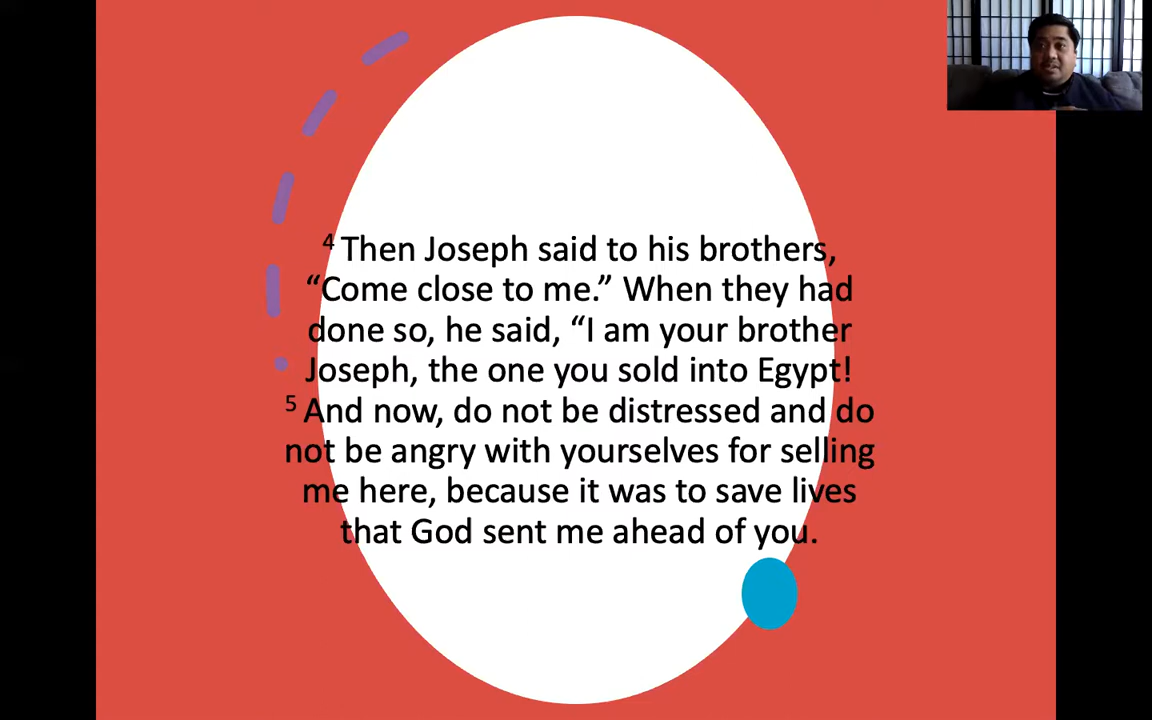 4 Then Joseph said to his brothers,
“Come close to me.” When they had
done so, he said, “I am your brother
Joseph, the one you sold into Egypt!
5 And now, do not be distressed and do
not be angry with yourselves for selling
me here, because it was to save lives
that God sent me ahead of you.